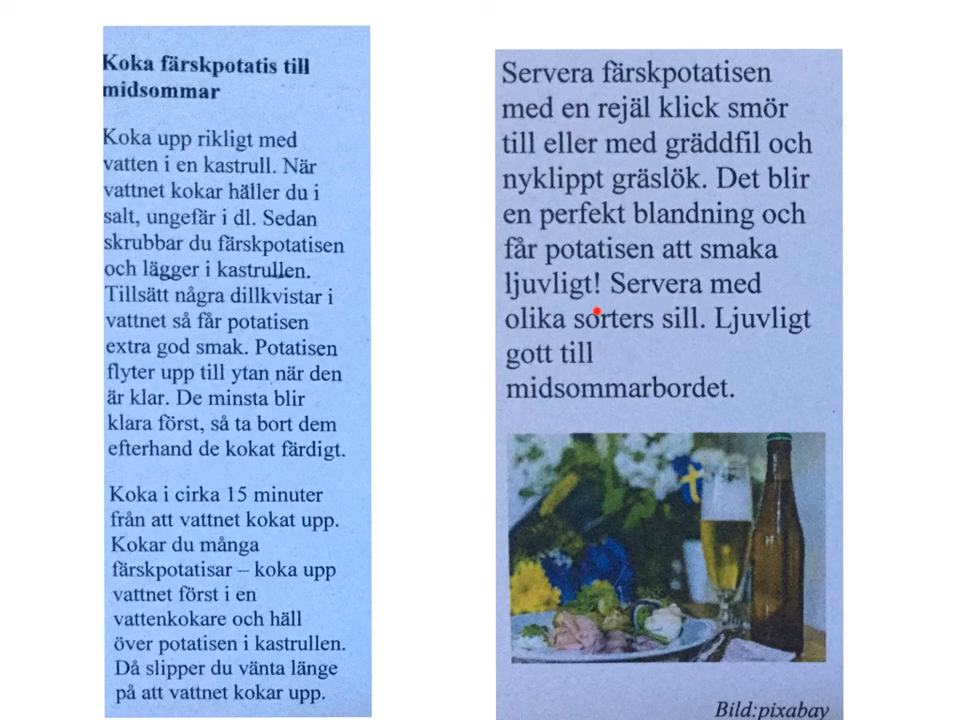 Koka färskpotatis till
midsommar
Koka upp rikligt med
vatten i en kastrull. När
vattnet kokar häller du i
salt, ungefär i dl. Sedan
skrubbar du färskpotatisen
och lägger i kastrullen.
Tillsätt några dillkvistar i
vattnet så får potatisen
extra god smak. Potatisen
flyter upp till ytan när den
är klar. De minsta blir
klara först, så ta bort dem
efterhand de kokat färdigt.
Koka i cirka 15 minuter
från att vattnet kokat upp.
Kokar du många
färskpotatisar – koka upp
vattnet först i en
vattenkokare och häll
över potatisen i kastrullen.
Då slipper du vänta länge
på att vattnet kokar upp.
Servera färskpotatisen
med en rejäl klick smör
till eller med gräddfil och
nyklippt gräslök. Det blir
en perfekt blandning och
får potatisen att smaka
ljuvligt! Servera med
olika sorters sill. Ljuvligt
gott till
midsommarbordet.
Bild:pixabay